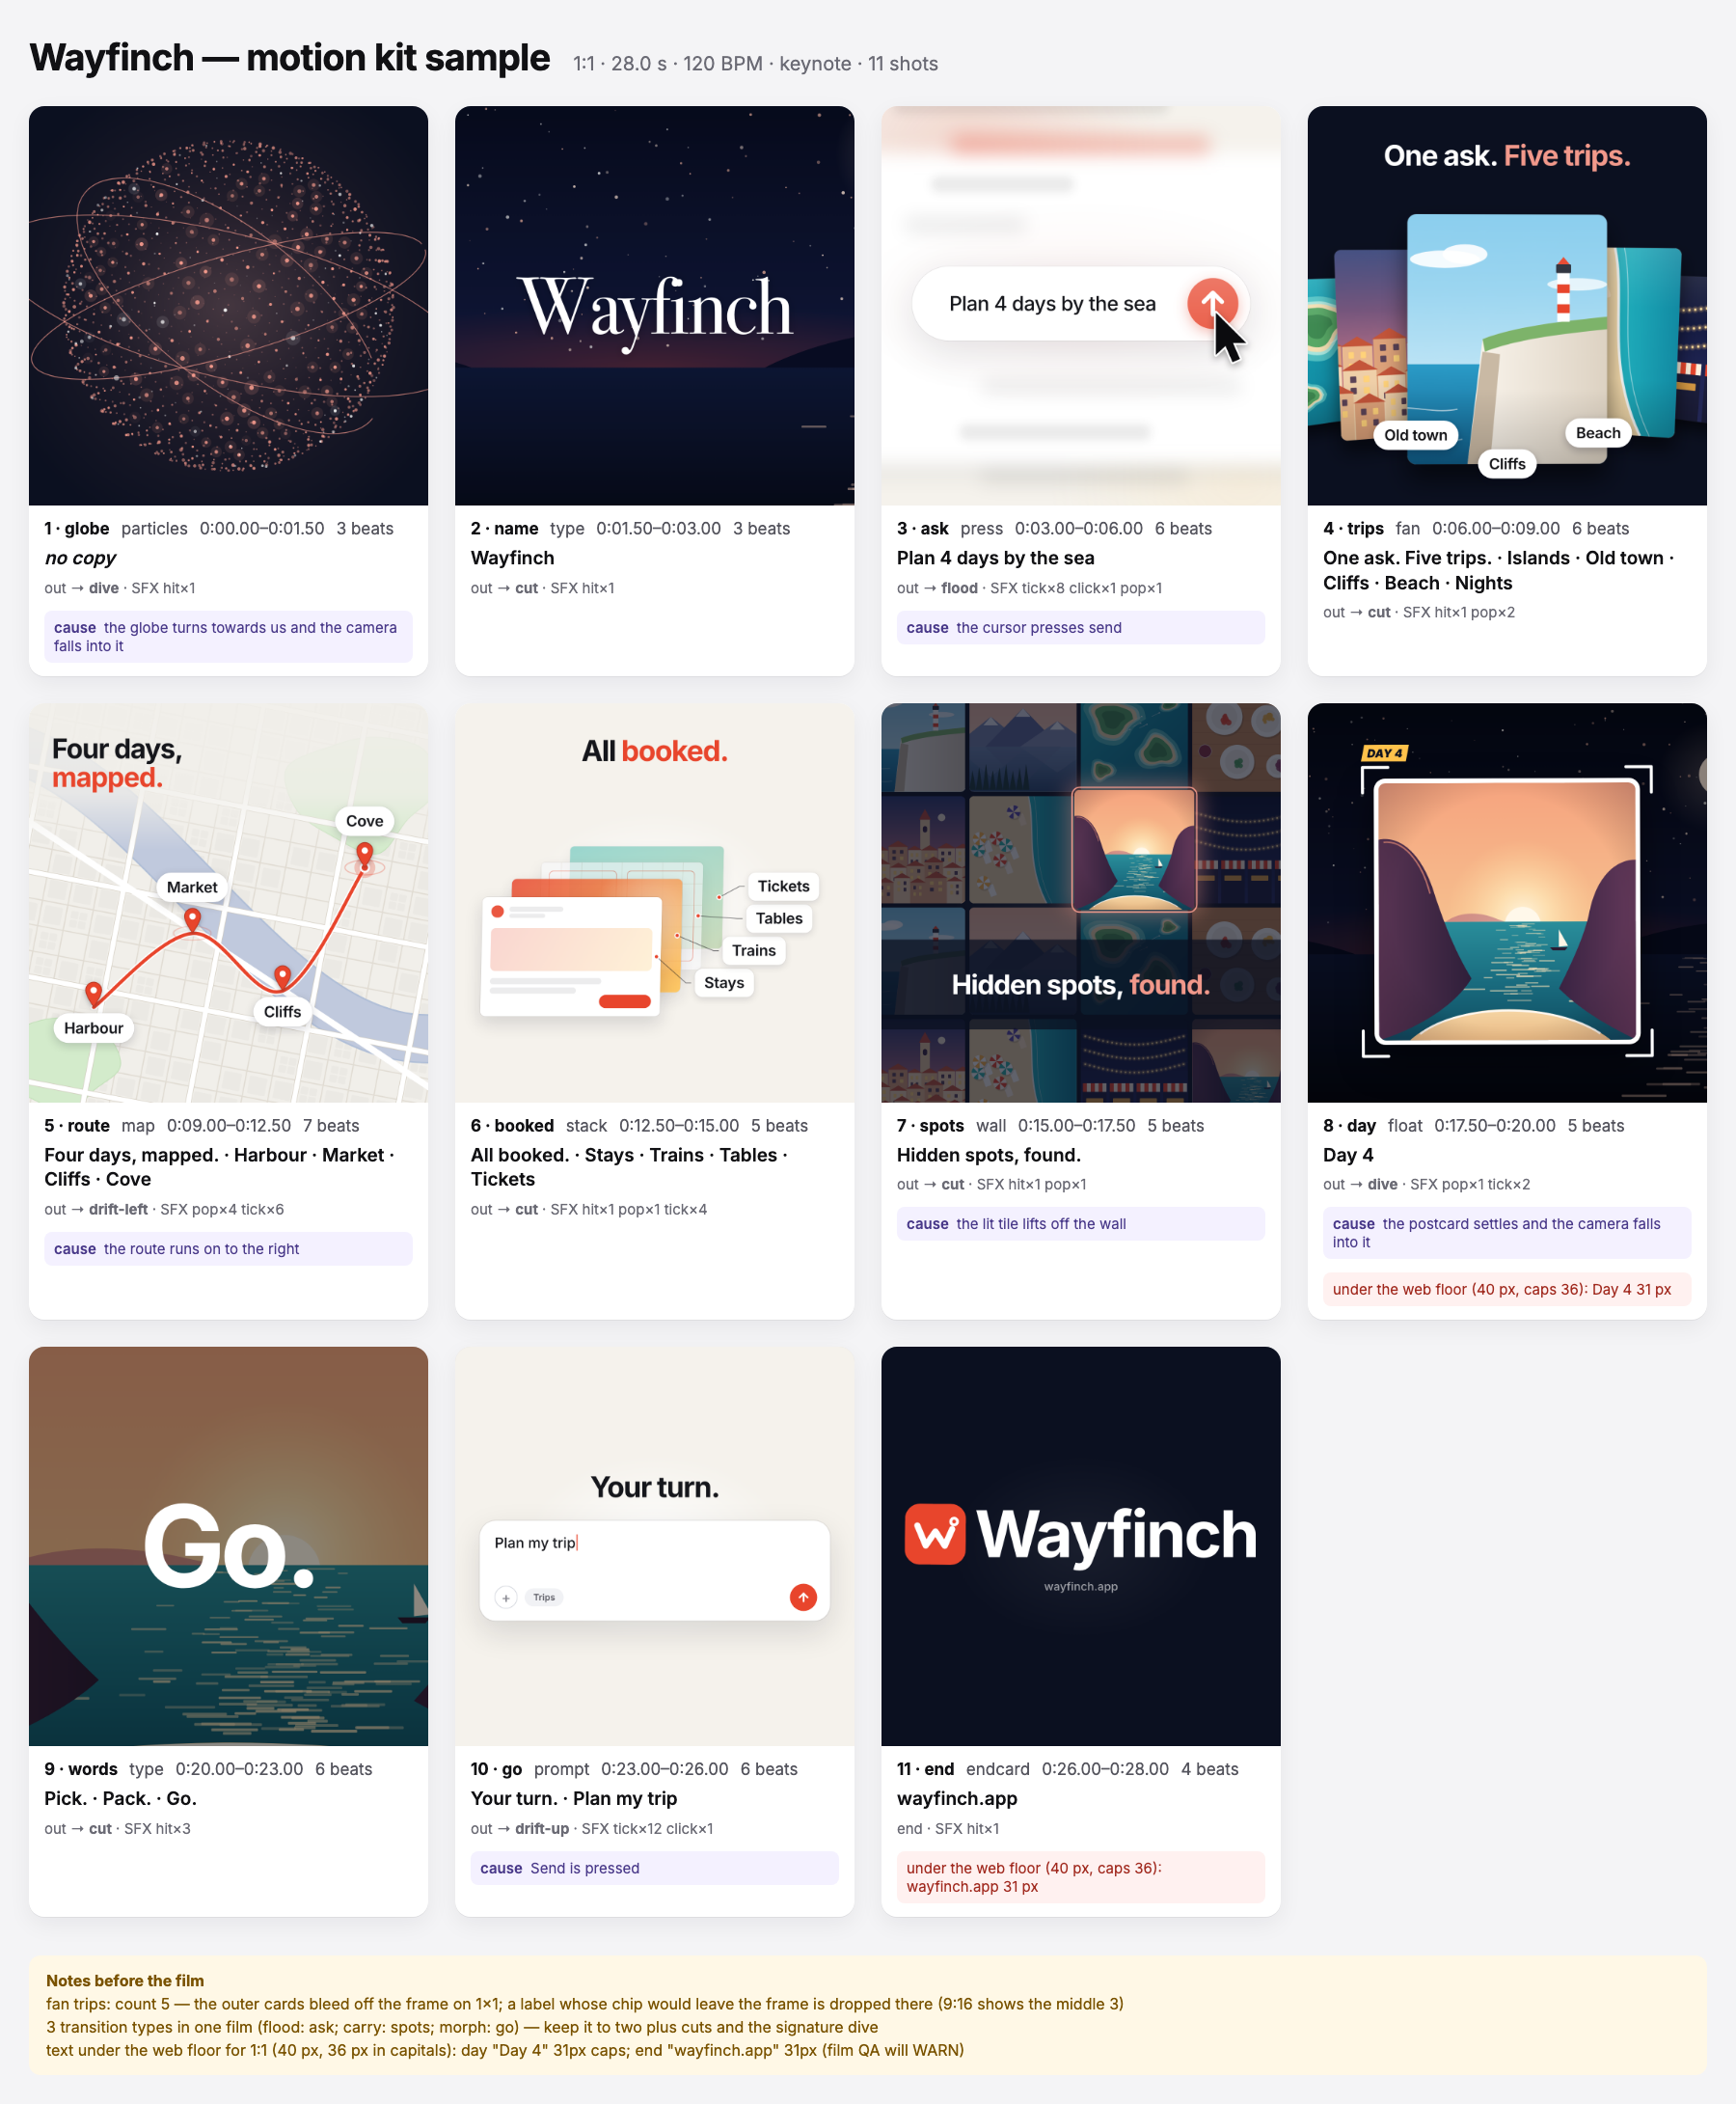 Wayfinch — motion kit sample 1:1 · 28.0 s · 120 BPM · keynote · 11 shots
1 · globe particles 0:00.00–0:01.50 3 beats
no copy
out → dive · SFX hit×1
cause the globe turns towards us and the camera
falls into it
Wayfinch
2 · name type 0:01.50–0:03.00 3 beats
Wayfinch
out → cut · SFX hit×1
Plan 4 days by the sea
3 · ask press 0:03.00–0:06.00 6 beats
Plan 4 days by the sea
out → flood · SFX tick×8 click×1 pop×1
cause the cursor presses send
One ask. Five trips.
Old town
Cliffs
Beach
4 · trips fan 0:06.00–0:09.00 6 beats
One ask. Five trips. · Islands · Old town ·
Cliffs · Beach · Nights
out → cut · SFX hit×1 pop×2
Four days,
mapped.
Cove
Market
Cliffs
Harbour
5 · route map 0:09.00–0:12.50 7 beats
Four days, mapped. · Harbour · Market ·
Cliffs · Cove
out → drift-left · SFX pop×4 tick×6
cause the route runs on to the right
All booked.
Tickets
Tables
Trains
Stays
6 · booked stack 0:12.50–0:15.00 5 beats
All booked. · Stays · Trains · Tables ·
Tickets
out → cut · SFX hit×1 pop×1 tick×4
Hidden spots, found.
7 · spots wall 0:15.00–0:17.50 5 beats
Hidden spots, found.
out → cut · SFX hit×1 pop×1
cause the lit tile lifts off the wall
DAY 4
8 · day float 0:17.50–0:20.00 5 beats
Day 4
out → dive · SFX pop×1 tick×2
cause the postcard settles and the camera falls
into it
under the web floor (40 px, caps 36): Day 4 31 px
Go.
9 · words type 0:20.00–0:23.00 6 beats
Pick. · Pack. · Go.
out → cut · SFX hit×3
Your turn.
Plan my trip
+ Trips
10 · go prompt 0:23.00–0:26.00 6 beats
Your turn. · Plan my trip
out → drift-up · SFX tick×12 click×1
cause Send is pressed
Wayfinch
wayfinch.app
11 · end endcard 0:26.00–0:28.00 4 beats
wayfinch.app
end · SFX hit×1
under the web floor (40 px, caps 36):
wayfinch.app 31 px
Notes before the film
fan trips: count 5 — the outer cards bleed off the frame on 1×1; a label whose chip would leave the frame is dropped there (9:16 shows the middle 3)
3 transition types in one film (flood: ask; carry: spots; morph: go) — keep it to two plus cuts and the signature dive
text under the web floor for 1:1 (40 px, 36 px in capitals): day "Day 4" 31px caps; end "wayfinch.app" 31px (film QA will WARN)